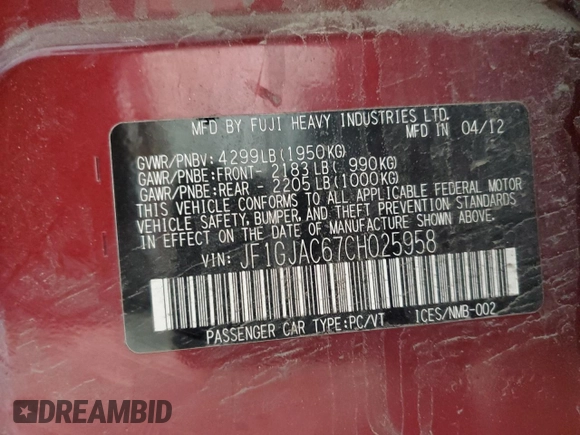 MFD BY FUJI HEAVY INDUSTRIES LTD.
MFD IN 04/12
GVWR/PNBV: 4299LB(1950KG)
GAWR/PNBE:FRONT- 2183LB( 990KG)
GAWR/PNBE:REAR - 2205LB(1000KG)
THIS VEHICLE CONFORMS TO ALL APPLICABLE FEDERAL MOTOR
VEHICLE SAFETY, BUMPER, AND THEFT PREVENTION STANDARDS
IN EFFECT ON THE DATE OF MANUFACTURE SHOWN ABOVE.
VIN: JF1GJAC67CH025958
PASSENGER CAR TYPE:PC/VT ICES/NMB-002
DREAMBID